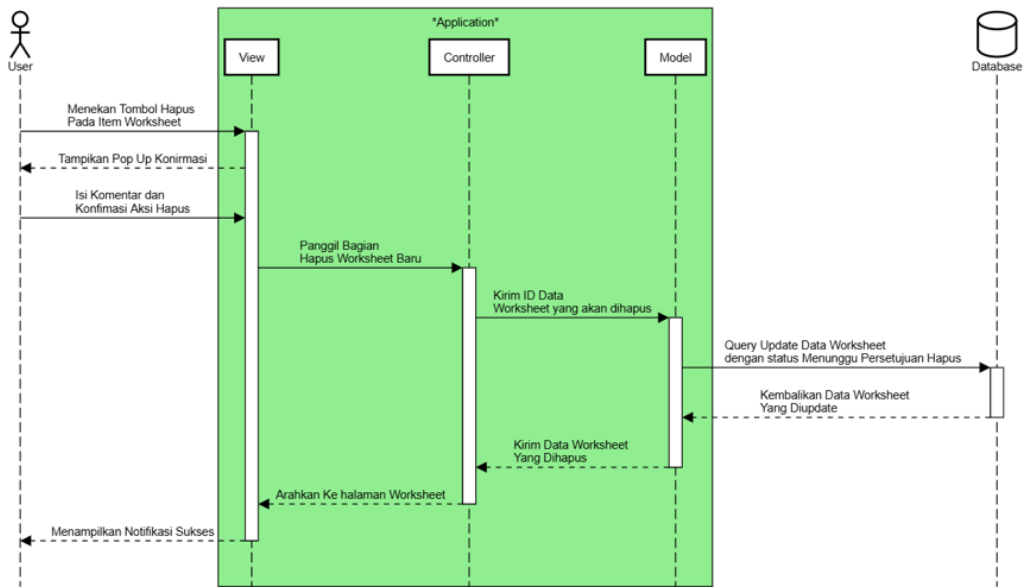 *Application*
User
View
Controller
Model
Database
Menekan Tombol Hapus
Pada Item Worksheet
Tampikan Pop Up Konirmasi
Isi Komentar dan
Konfimasi Aksi Hapus
Panggil Bagian
Hapus Worksheet Baru
Kirim ID Data
Worksheet yang akan dihapus
Query Update Data Worksheet
dengan status Menunggu Persetujuan Hapus
Kembalikan Data Worksheet
Yang Diupdate
Kirim Data Worksheet
Yang Dihapus
Arahkan Ke halaman Worksheet
Menampilkan Notifikasi Sukses